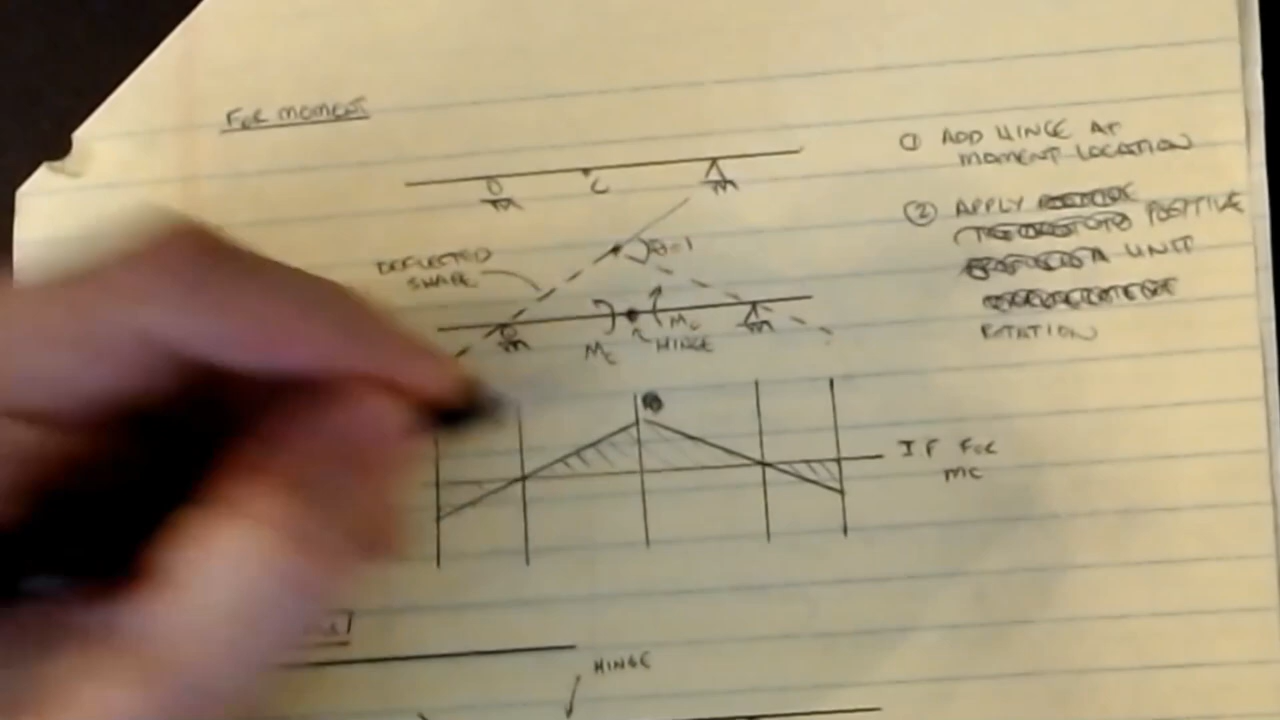 FOR MOMENT
① ADD HINGE AT
MOMENT LOCATION
C
② APPLY
POSITIVE
UNIT
ROTATION
θ=1
DEFLECTED
SHAPE
MC
MC
HINGE
IF FOR
MC
HINGE